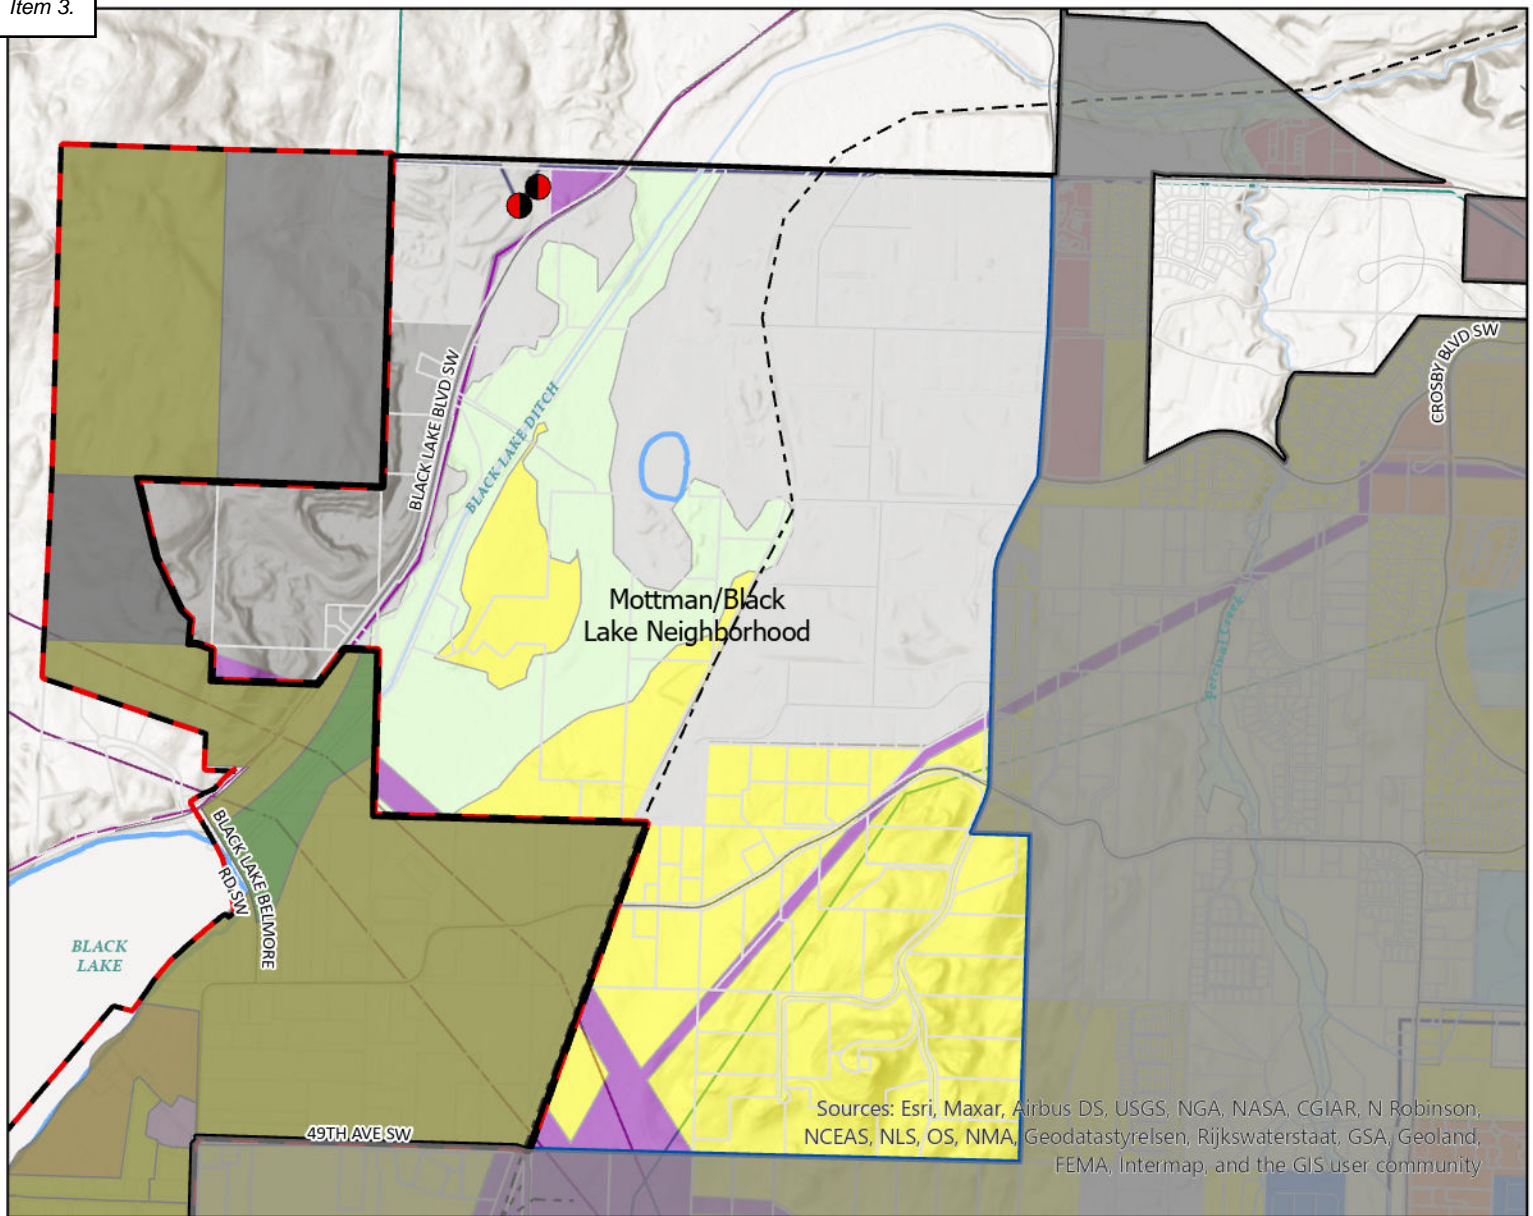 Item 3.
CROSBY BLVD SW
BLACK LAKE BLVD SW
BLACK LAKE DITCH
Mottman/Black
Lake Neighborhood
Percival Creek
BLACK LAKE BELMORE
RD SW
BLACK
LAKE
49TH AVE SW
Sources: Esri, Maxar, Airbus DS, USGS, NGA, NASA, CGIAR, N Robinson,
NCEAS, NLS, OS, NMA, Geodatastyrelsen, Rijkswaterstaat, GSA, Geoland,
FEMA, Intermap, and the GIS user community